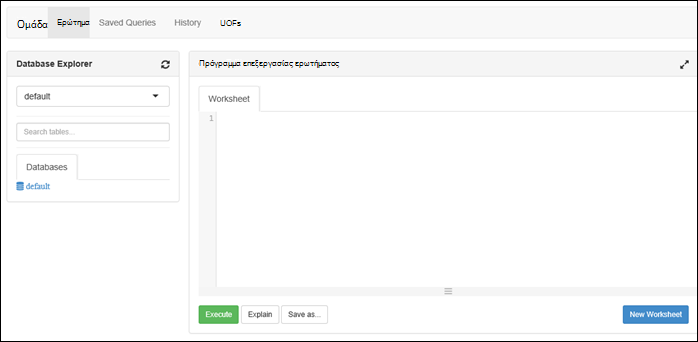 Ομάδα Ερώτημα Saved Queries History UOFs
Database Explorer
default
Search tables...
Databases
default
Πρόγραμμα επεξεργασίας ερωτήματος
Worksheet
1
Execute Explain Save as... New Worksheet